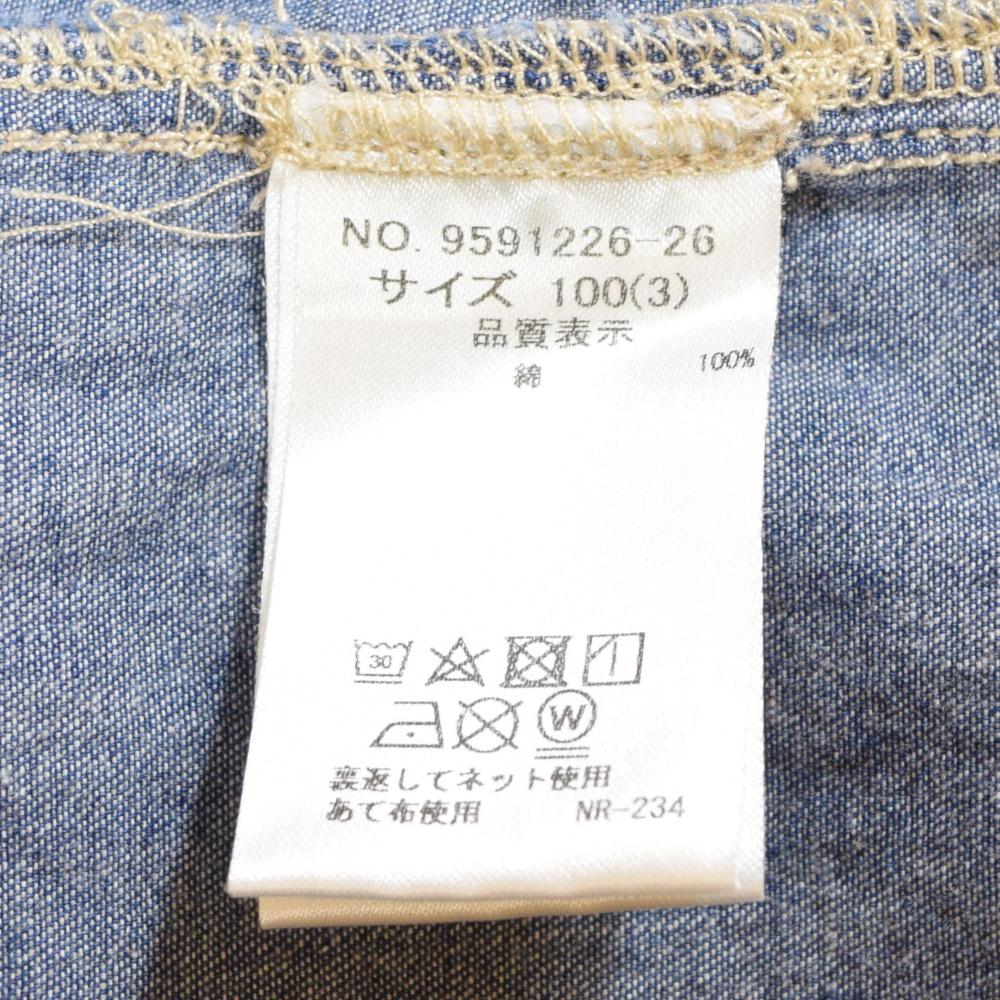 NO. 9591226-26
サイズ 100(3)
品質表示
綿 100%
30
W
裏返してネット使用
あて布使用 NR-234